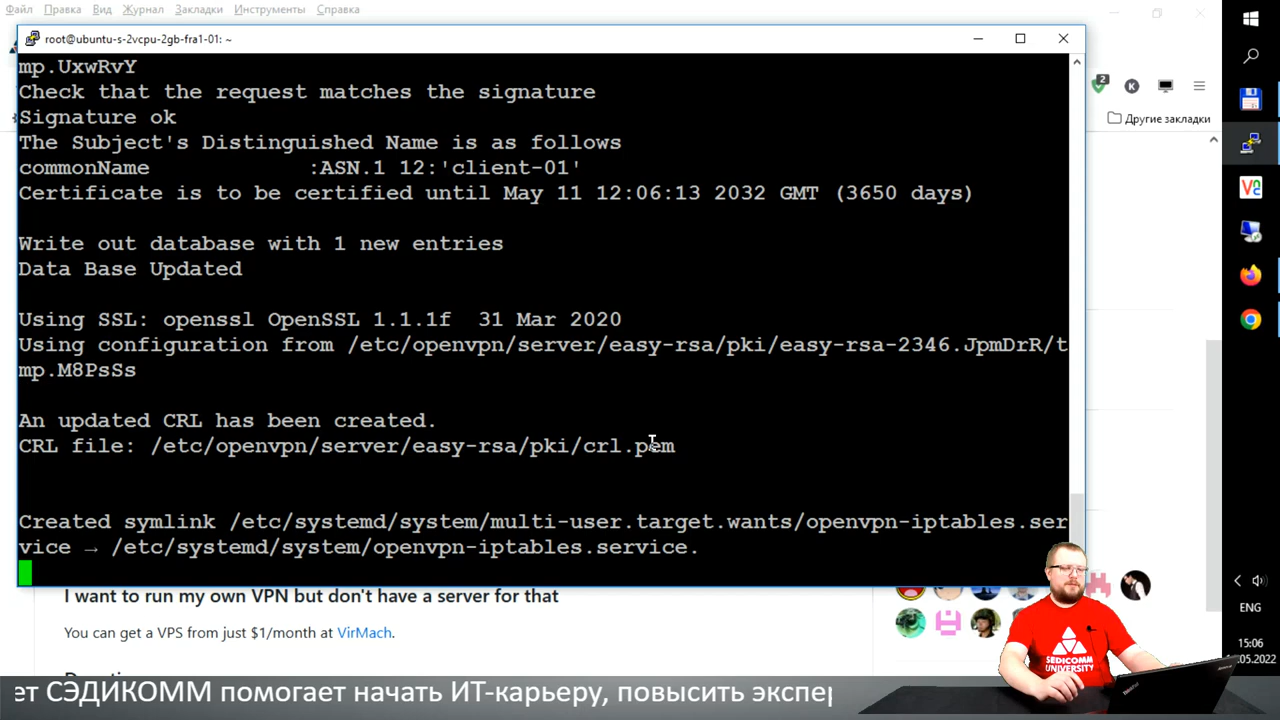 Файл Правка Вид Журнал Закладки Инструменты Справка
root@ubuntu-s-2vcpu-2gb-fra1-01: ~
mp.UxwRvY
Check that the request matches the signature
Signature ok
The Subject's Distinguished Name is as follows
commonName :ASN.1 12:'client-01'
Certificate is to be certified until May 11 12:06:13 2032 GMT (3650 days)
Write out database with 1 new entries
Data Base Updated
Using SSL: openssl OpenSSL 1.1.1f 31 Mar 2020
Using configuration from /etc/openvpn/server/easy-rsa/pki/easy-rsa-2346.JpmDrR/t
mp.M8PsSs
An updated CRL has been created.
CRL file: /etc/openvpn/server/easy-rsa/pki/crl.pem
Created symlink /etc/systemd/system/multi-user.target.wants/openvpn-iptables.ser
vice → /etc/systemd/system/openvpn-iptables.service.
2
K
Другие закладки
I want to run my own VPN but don't have a server for that
You can get a VPS from just $1/month at VirMach.
ENG
15:06
.05.2022
SEDICOMM
UNIVERSITY
ет СЭДИКОММ помогает начать ИТ-карьеру, повысить экспер